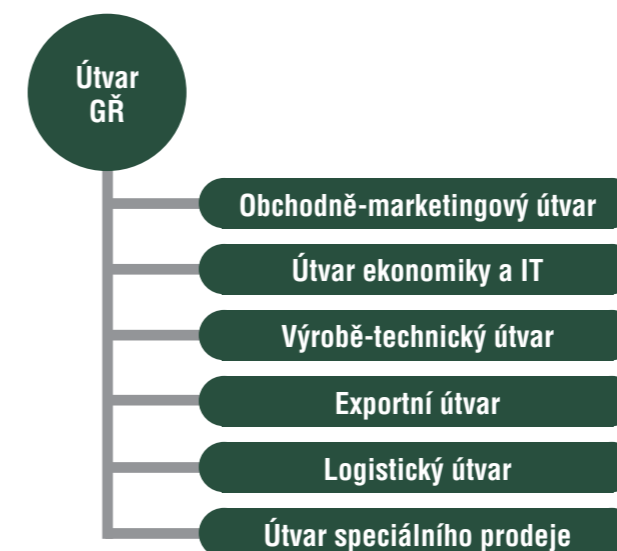 Útvar
GŘ
Obchodně-marketingový útvar
Útvar ekonomiky a IT
Výrobě-technický útvar
Exportní útvar
Logistický útvar
Útvar speciálního prodeje